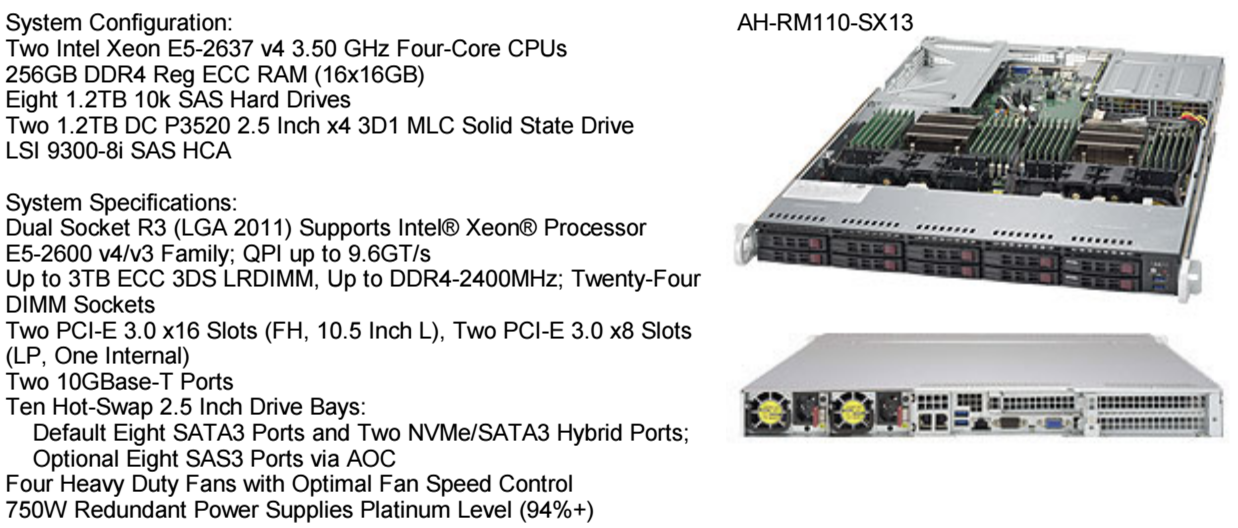 System Configuration:
Two Intel Xeon E5-2637 v4 3.50 GHz Four-Core CPUs
256GB DDR4 Reg ECC RAM (16x16GB)
Eight 1.2TB 10k SAS Hard Drives
Two 1.2TB DC P3520 2.5 Inch x4 3D1 MLC Solid State Drive
LSI 9300-8i SAS HCA
System Specifications:
Dual Socket R3 (LGA 2011) Supports Intel® Xeon® Processor
E5-2600 v4/v3 Family; QPI up to 9.6GT/s
Up to 3TB ECC 3DS LRDIMM, Up to DDR4-2400MHz; Twenty-Four
DIMM Sockets
Two PCI-E 3.0 x16 Slots (FH, 10.5 Inch L), Two PCI-E 3.0 x8 Slots
(LP, One Internal)
Two 10GBase-T Ports
Ten Hot-Swap 2.5 Inch Drive Bays:
Default Eight SATA3 Ports and Two NVMe/SATA3 Hybrid Ports;
Optional Eight SAS3 Ports via AOC
Four Heavy Duty Fans with Optimal Fan Speed Control
750W Redundant Power Supplies Platinum Level (94%+)
AH-RM110-SX13